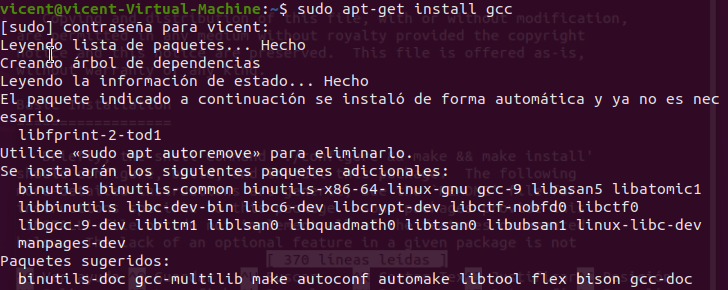 vicent@vicent-Virtual-Machine:~$ sudo apt-get install gcc
[sudo] contraseña para vicent:
Leyendo lista de paquetes... Hecho
Creando árbol de dependencias
Leyendo la información de estado... Hecho
El paquete indicado a continuación se instaló de forma automática y ya no es nec
esario.
  libfprint-2-tod1
Utilice «sudo apt autoremove» para eliminarlo.
Se instalarán los siguientes paquetes adicionales:
  binutils binutils-common binutils-x86-64-linux-gnu gcc-9 libasan5 libatomic1
  libbinutils libc-dev-bin libc6-dev libcrypt-dev libctf-nobfd0 libctf0
  libgcc-9-dev libitm1 liblsan0 libquadmath0 libtsan0 libubsan1 linux-libc-dev
  manpages-dev
Paquetes sugeridos:
  binutils-doc gcc-multilib make autoconf automake libtool flex bison gcc-doc
[ 370 líneas leídas ]